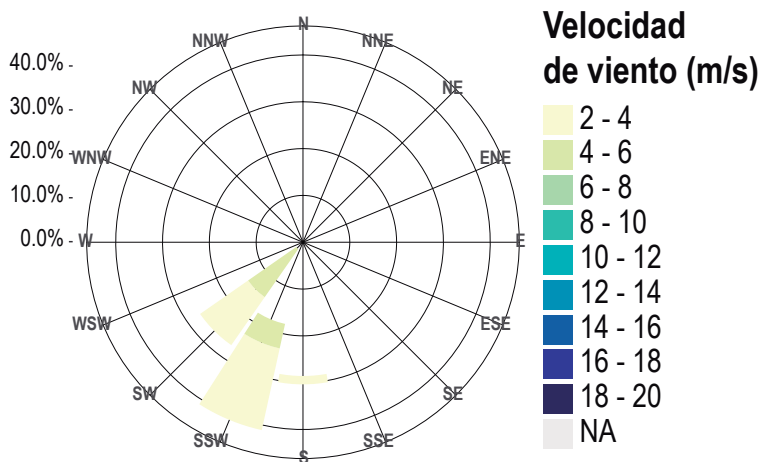 Velocidad
de viento (m/s)
2 - 4
4 - 6
6 - 8
8 - 10
10 - 12
12 - 14
14 - 16
16 - 18
18 - 20
NA
40.0% -
30.0% -
20.0% -
10.0% -
0.0% -
N
NNE
NE
ENE
E
ESE
SE
SSE
S
SSW
SW
WSW
W
WNW
NW
NNW